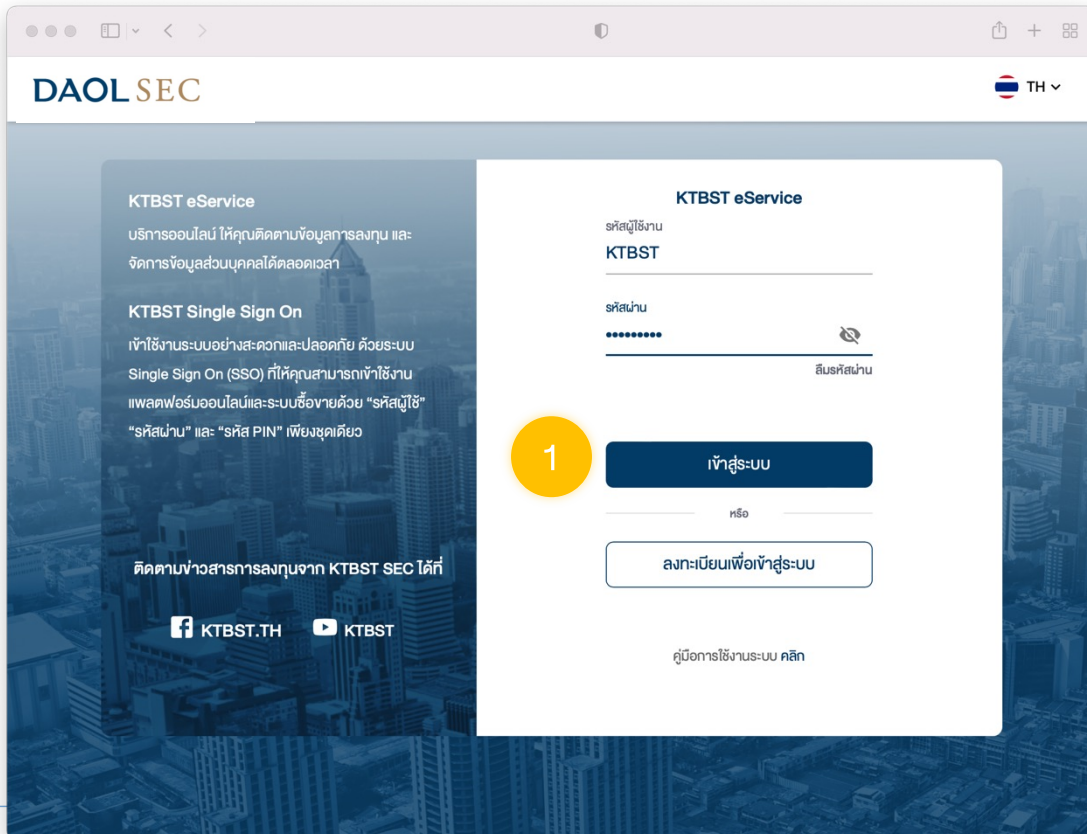 DAOL SEC
TH
KTBST eService
บริการออนไลน์ ให้คุณติดตามข้อมูลการลงทุน และ
จัดการข้อมูลส่วนบุคคลได้ตลอดเวลา
KTBST Single Sign On
เข้าใช้งานระบบอย่างสะดวกและปลอดภัย ด้วยระบบ
Single Sign On (SSO) ที่ให้คุณสามารถเข้าใช้งาน
แพลตฟอร์มออนไลน์และระบบซื้อขายด้วย “รหัสผู้ใช้”
“รหัสผ่าน” และ “รหัส PIN” เพียงชุดเดียว
ติดตามข่าวสารการลงทุนจาก KTBST SEC ได้ที่
KTBST.TH KTBST
KTBST eService
รหัสผู้ใช้งาน
KTBST
รหัสผ่าน
•••••••••
ลืมรหัสผ่าน
1
เข้าสู่ระบบ
หรือ
ลงทะเบียนเพื่อเข้าสู่ระบบ
คู่มือการใช้งานระบบ คลิก